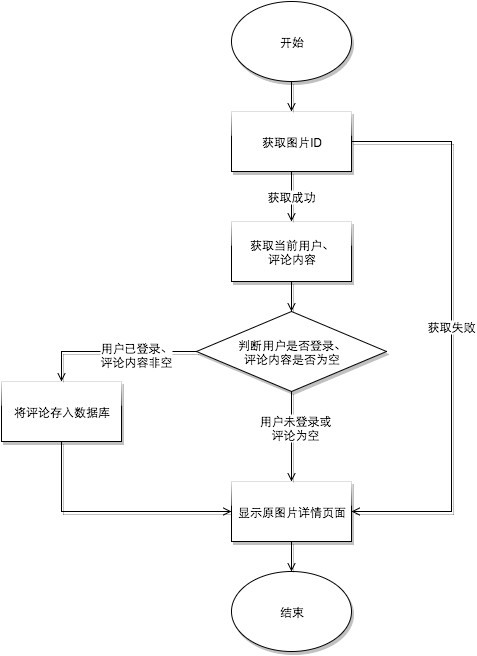 开始
获取图片ID
获取成功
获取当前用户、
评论内容
获取失败
判断用户是否登录、
评论内容是否为空
用户已登录、
评论内容非空
将评论存入数据库
用户未登录或
评论为空
显示原图片详情页面
结束